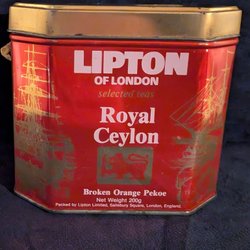 LIPTON
OF LONDON
selected teas
Royal
Ceylon
Broken Orange Pekoe
Net Weight 200g
Packed by Lipton Limited, Gainsbury Square, London, England.